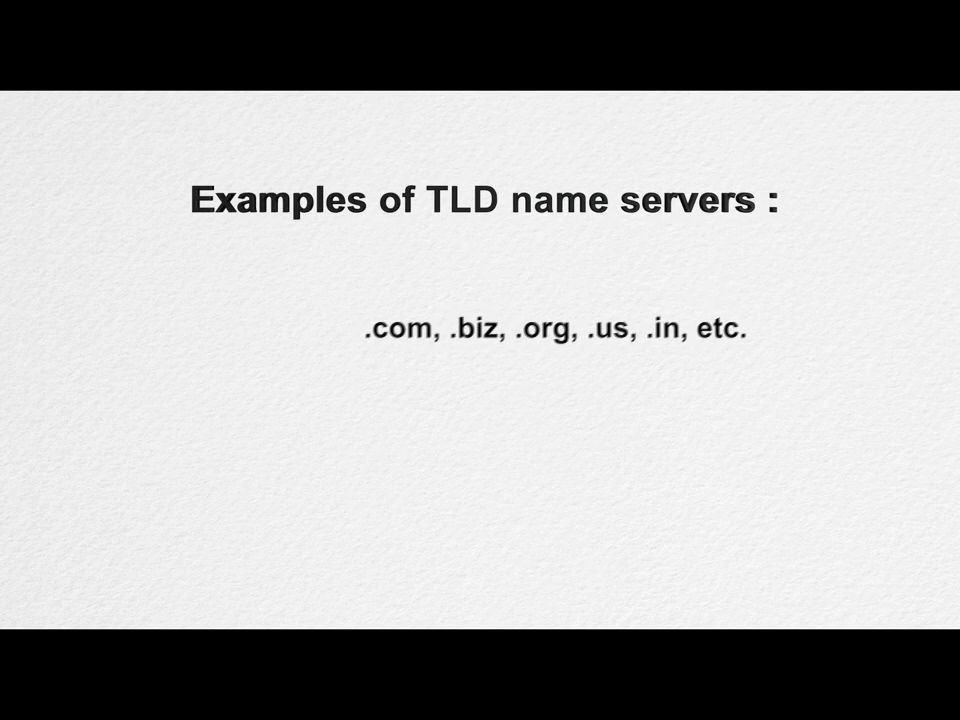 Examples of TLD name servers :
.com, .biz, .org, .us, .in, etc.